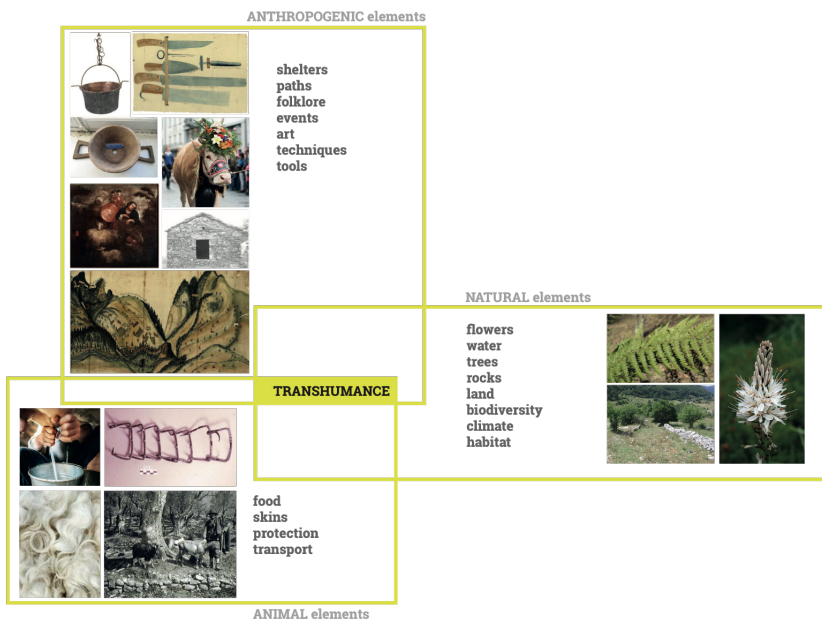 ANTHROPOGENIC elements
shelters
paths
folklore
events
art
techniques
tools
NATURAL elements
flowers
water
trees
rocks
land
biodiversity
climate
habitat
TRANSHUMANCE
food
skins
protection
transport
ANIMAL elements